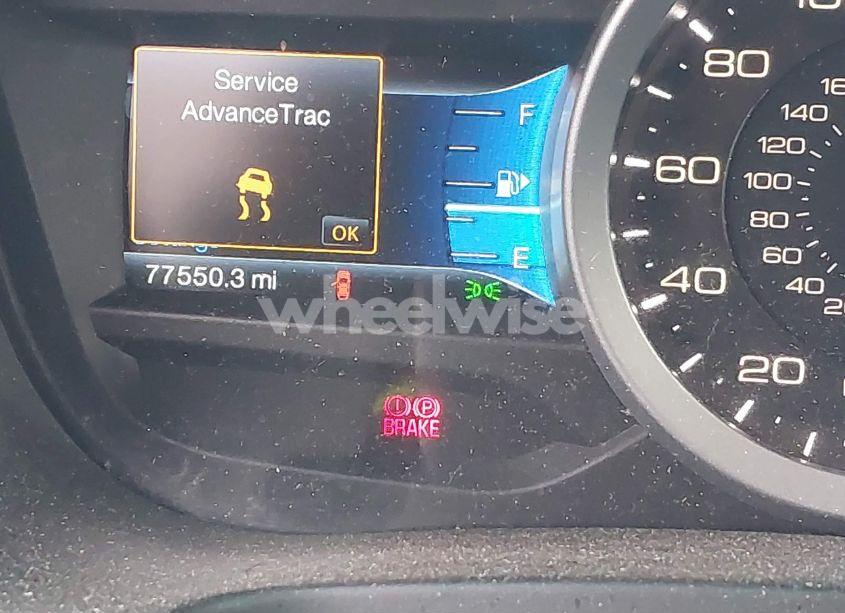 Service
AdvanceTrac
OK
F
E
77550.3 mi
wheelwise
BRAKE
P
80
60
40
20
140
120
100
80
60
40